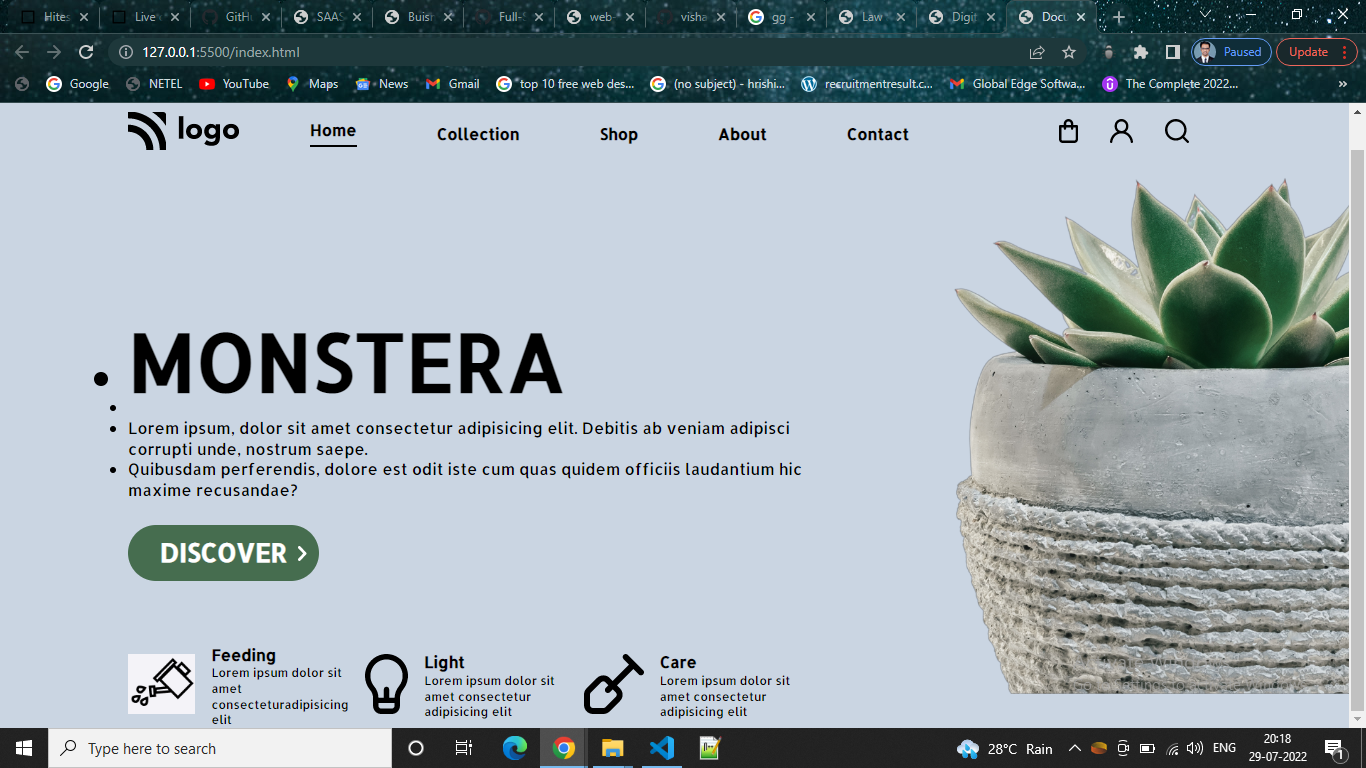 Hites
Live
GitH
SAAS
Buisn
Full-S
web
visha
gg -
Law
Digit
Docu
127.0.0.1:5500/index.html
Paused
Update
Google
NETEL
YouTube
Maps
News
Gmail
top 10 free web des...
(no subject) - hrishi...
recruitmentresult.c...
Global Edge Softwa...
The Complete 2022...
»
logo
Home
Collection
Shop
About
Contact
MONSTERA
Lorem ipsum, dolor sit amet consectetur adipisicing elit. Debitis ab veniam adipisci
corrupti unde, nostrum saepe.
Quibusdam perferendis, dolore est odit iste cum quas quidem officiis laudantium hic
maxime recusandae?
DISCOVER
Feeding
Lorem ipsum dolor sit
amet
consecteturadipisicing
elit
Light
Lorem ipsum dolor sit
amet consectetur
adipisicing elit
Care
Lorem ipsum dolor sit
amet consectetur
adipisicing elit
Type here to search
28°C Rain
ENG
20:18
29-07-2022
1